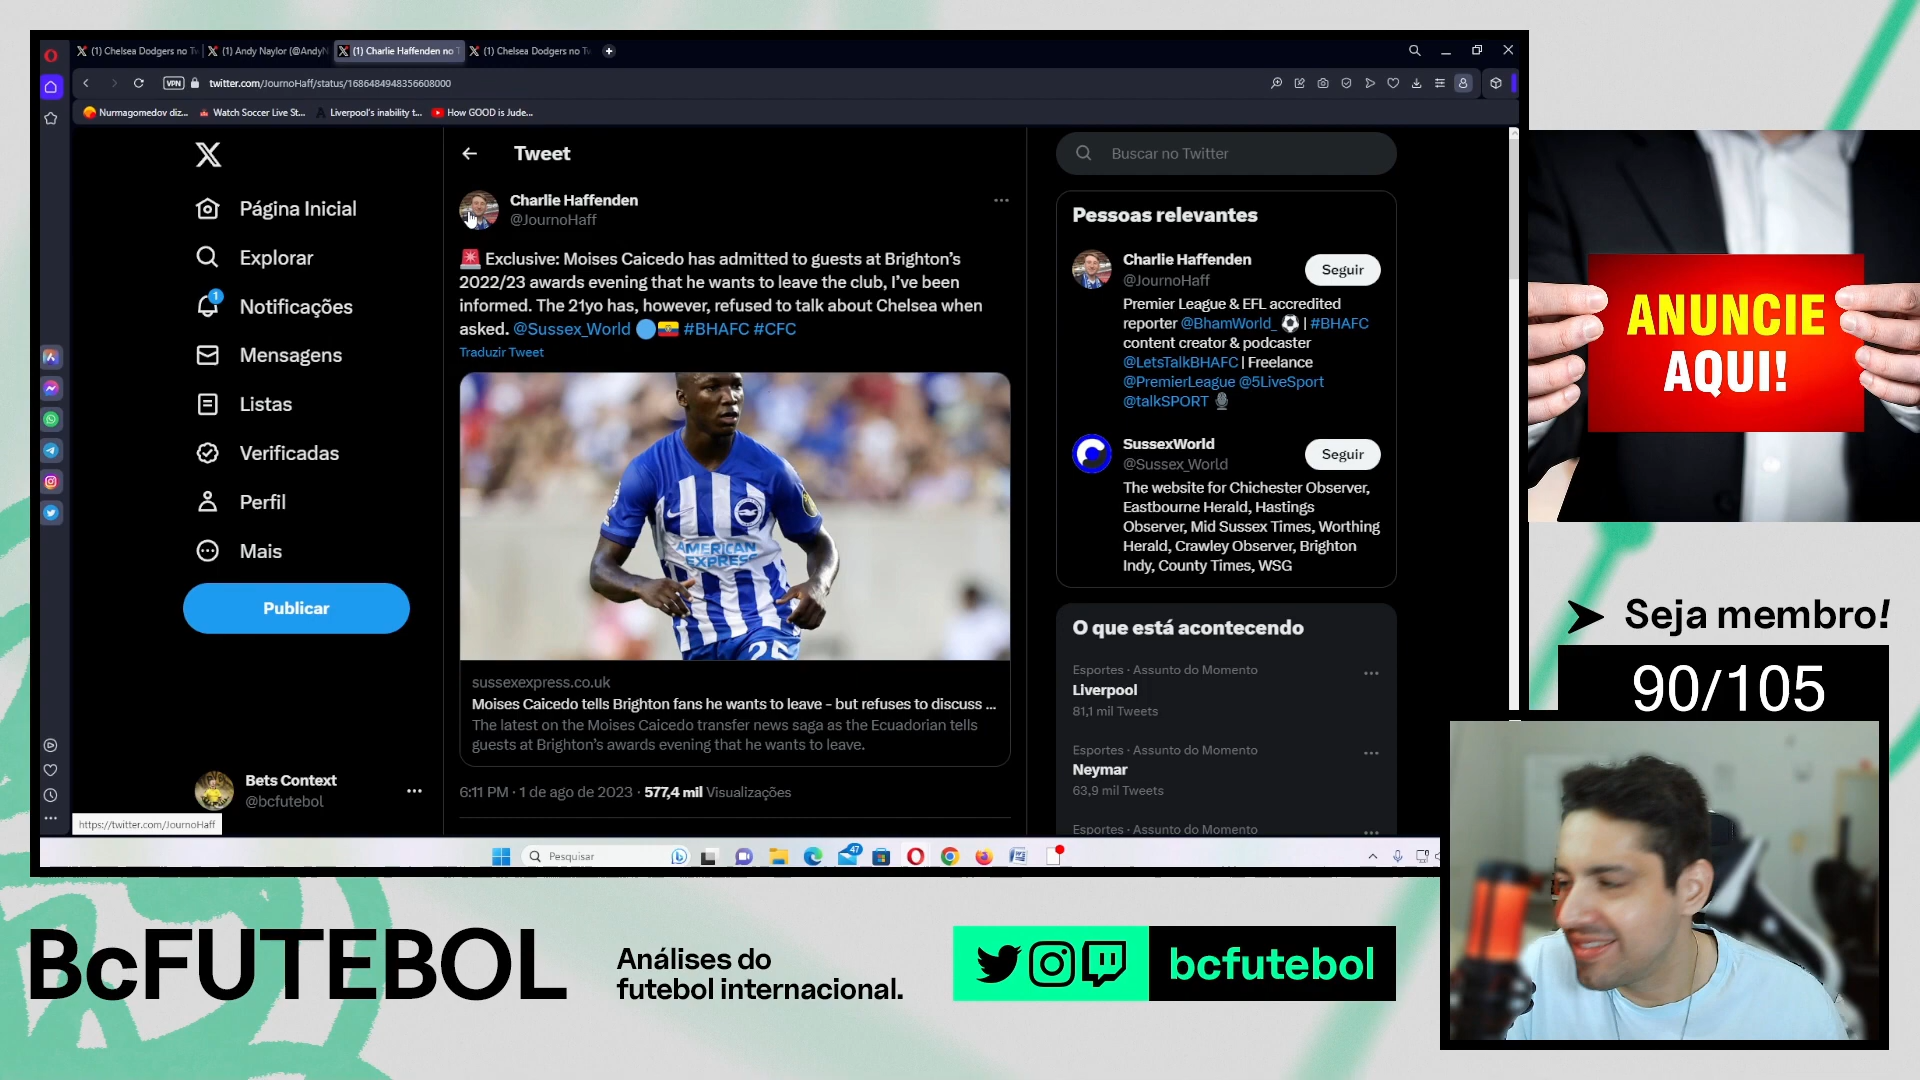 (1) Chelsea Dodgers no Tw
(1) Andy Naylor (@AndyN
(1) Charlie Haffenden no T
(1) Chelsea Dodgers no Tw
VPN
twitter.com/JournoHaff/status/1686484948356608000
Nurmagomedov diz...
Watch Soccer Live St...
Liverpool's inability t...
How GOOD is Jude...
Página Inicial
Explorar
1
Notificações
Mensagens
Listas
Verificadas
Perfil
Mais
Publicar
Bets Context
@bcfutebol
https://twitter.com/JournoHaff
Tweet
Charlie Haffenden
@JournoHaff
🚨 Exclusive: Moises Caicedo has admitted to guests at Brighton’s
2022/23 awards evening that he wants to leave the club, I’ve been
informed. The 21yo has, however, refused to talk about Chelsea when
asked. @Sussex_World 🔵🇪🇨 #BHAFC #CFC
Traduzir Tweet
AMERICAN
EXPRESS
25
sussexexpress.co.uk
Moises Caicedo tells Brighton fans he wants to leave - but refuses to discuss ...
The latest on the Moises Caicedo transfer news saga as the Ecuadorian tells
guests at Brighton’s awards evening that he wants to leave.
6:11 PM · 1 de ago de 2023 · 577,4 mil Visualizações
Buscar no Twitter
Pessoas relevantes
Charlie Haffenden
@JournoHaff
Seguir
Premier League & EFL accredited
reporter @BhamWorld_ ⚽ | #BHAFC
content creator & podcaster
@LetsTalkBHAFC | Freelance
@PremierLeague @5LiveSport
@talkSPORT 🎙️
SussexWorld
@Sussex_World
Seguir
The website for Chichester Observer,
Eastbourne Herald, Hastings
Observer, Mid Sussex Times, Worthing
Herald, Crawley Observer, Brighton
Indy, County Times, WSG
O que está acontecendo
Esportes · Assunto do Momento
Liverpool
81,1 mil Tweets
Esportes · Assunto do Momento
Neymar
63,9 mil Tweets
Esportes · Assunto do Momento
Pesquisar
47
ANUNCIE
AQUI!
Seja membro!
90/105
BcFUTEBOL
Análises do
futebol internacional.
bcfutebol